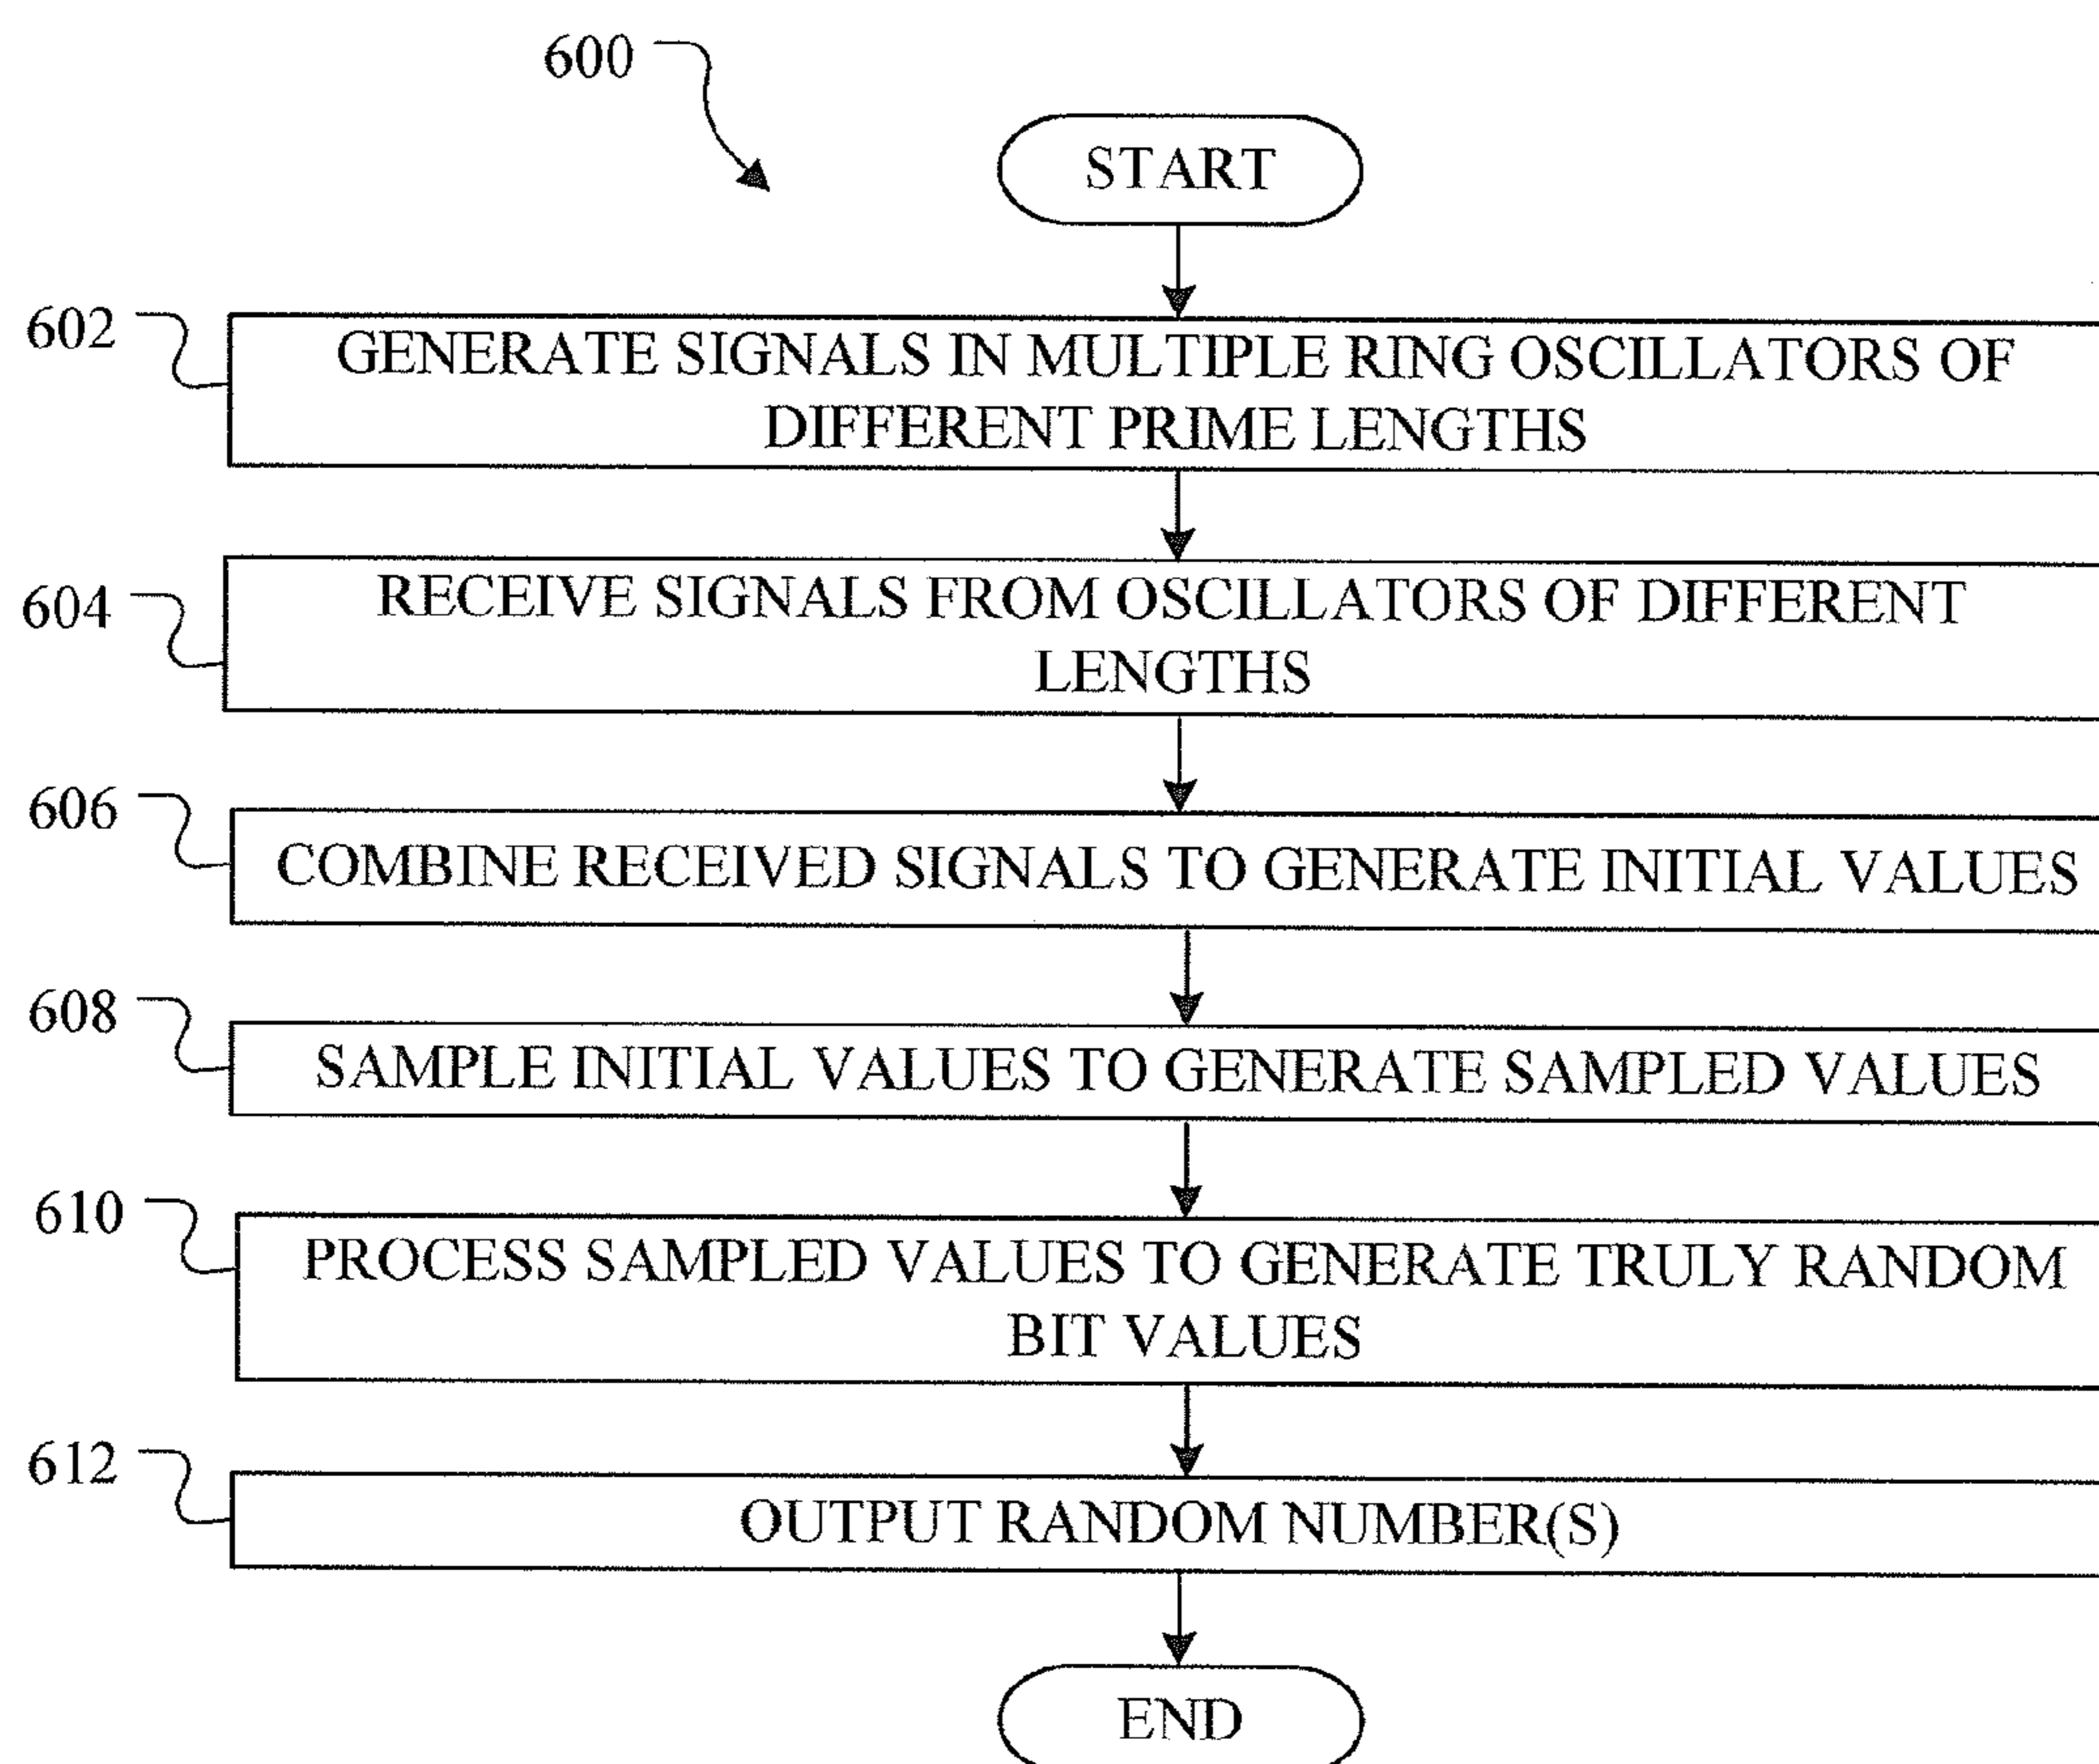 600
START
602
GENERATE SIGNALS IN MULTIPLE RING OSCILLATORS OF
DIFFERENT PRIME LENGTHS
604
RECEIVE SIGNALS FROM OSCILLATORS OF DIFFERENT
LENGTHS
606
COMBINE RECEIVED SIGNALS TO GENERATE INITIAL VALUES
608
SAMPLE INITIAL VALUES TO GENERATE SAMPLED VALUES
610
PROCESS SAMPLED VALUES TO GENERATE TRULY RANDOM
BIT VALUES
612
OUTPUT RANDOM NUMBER(S)
END